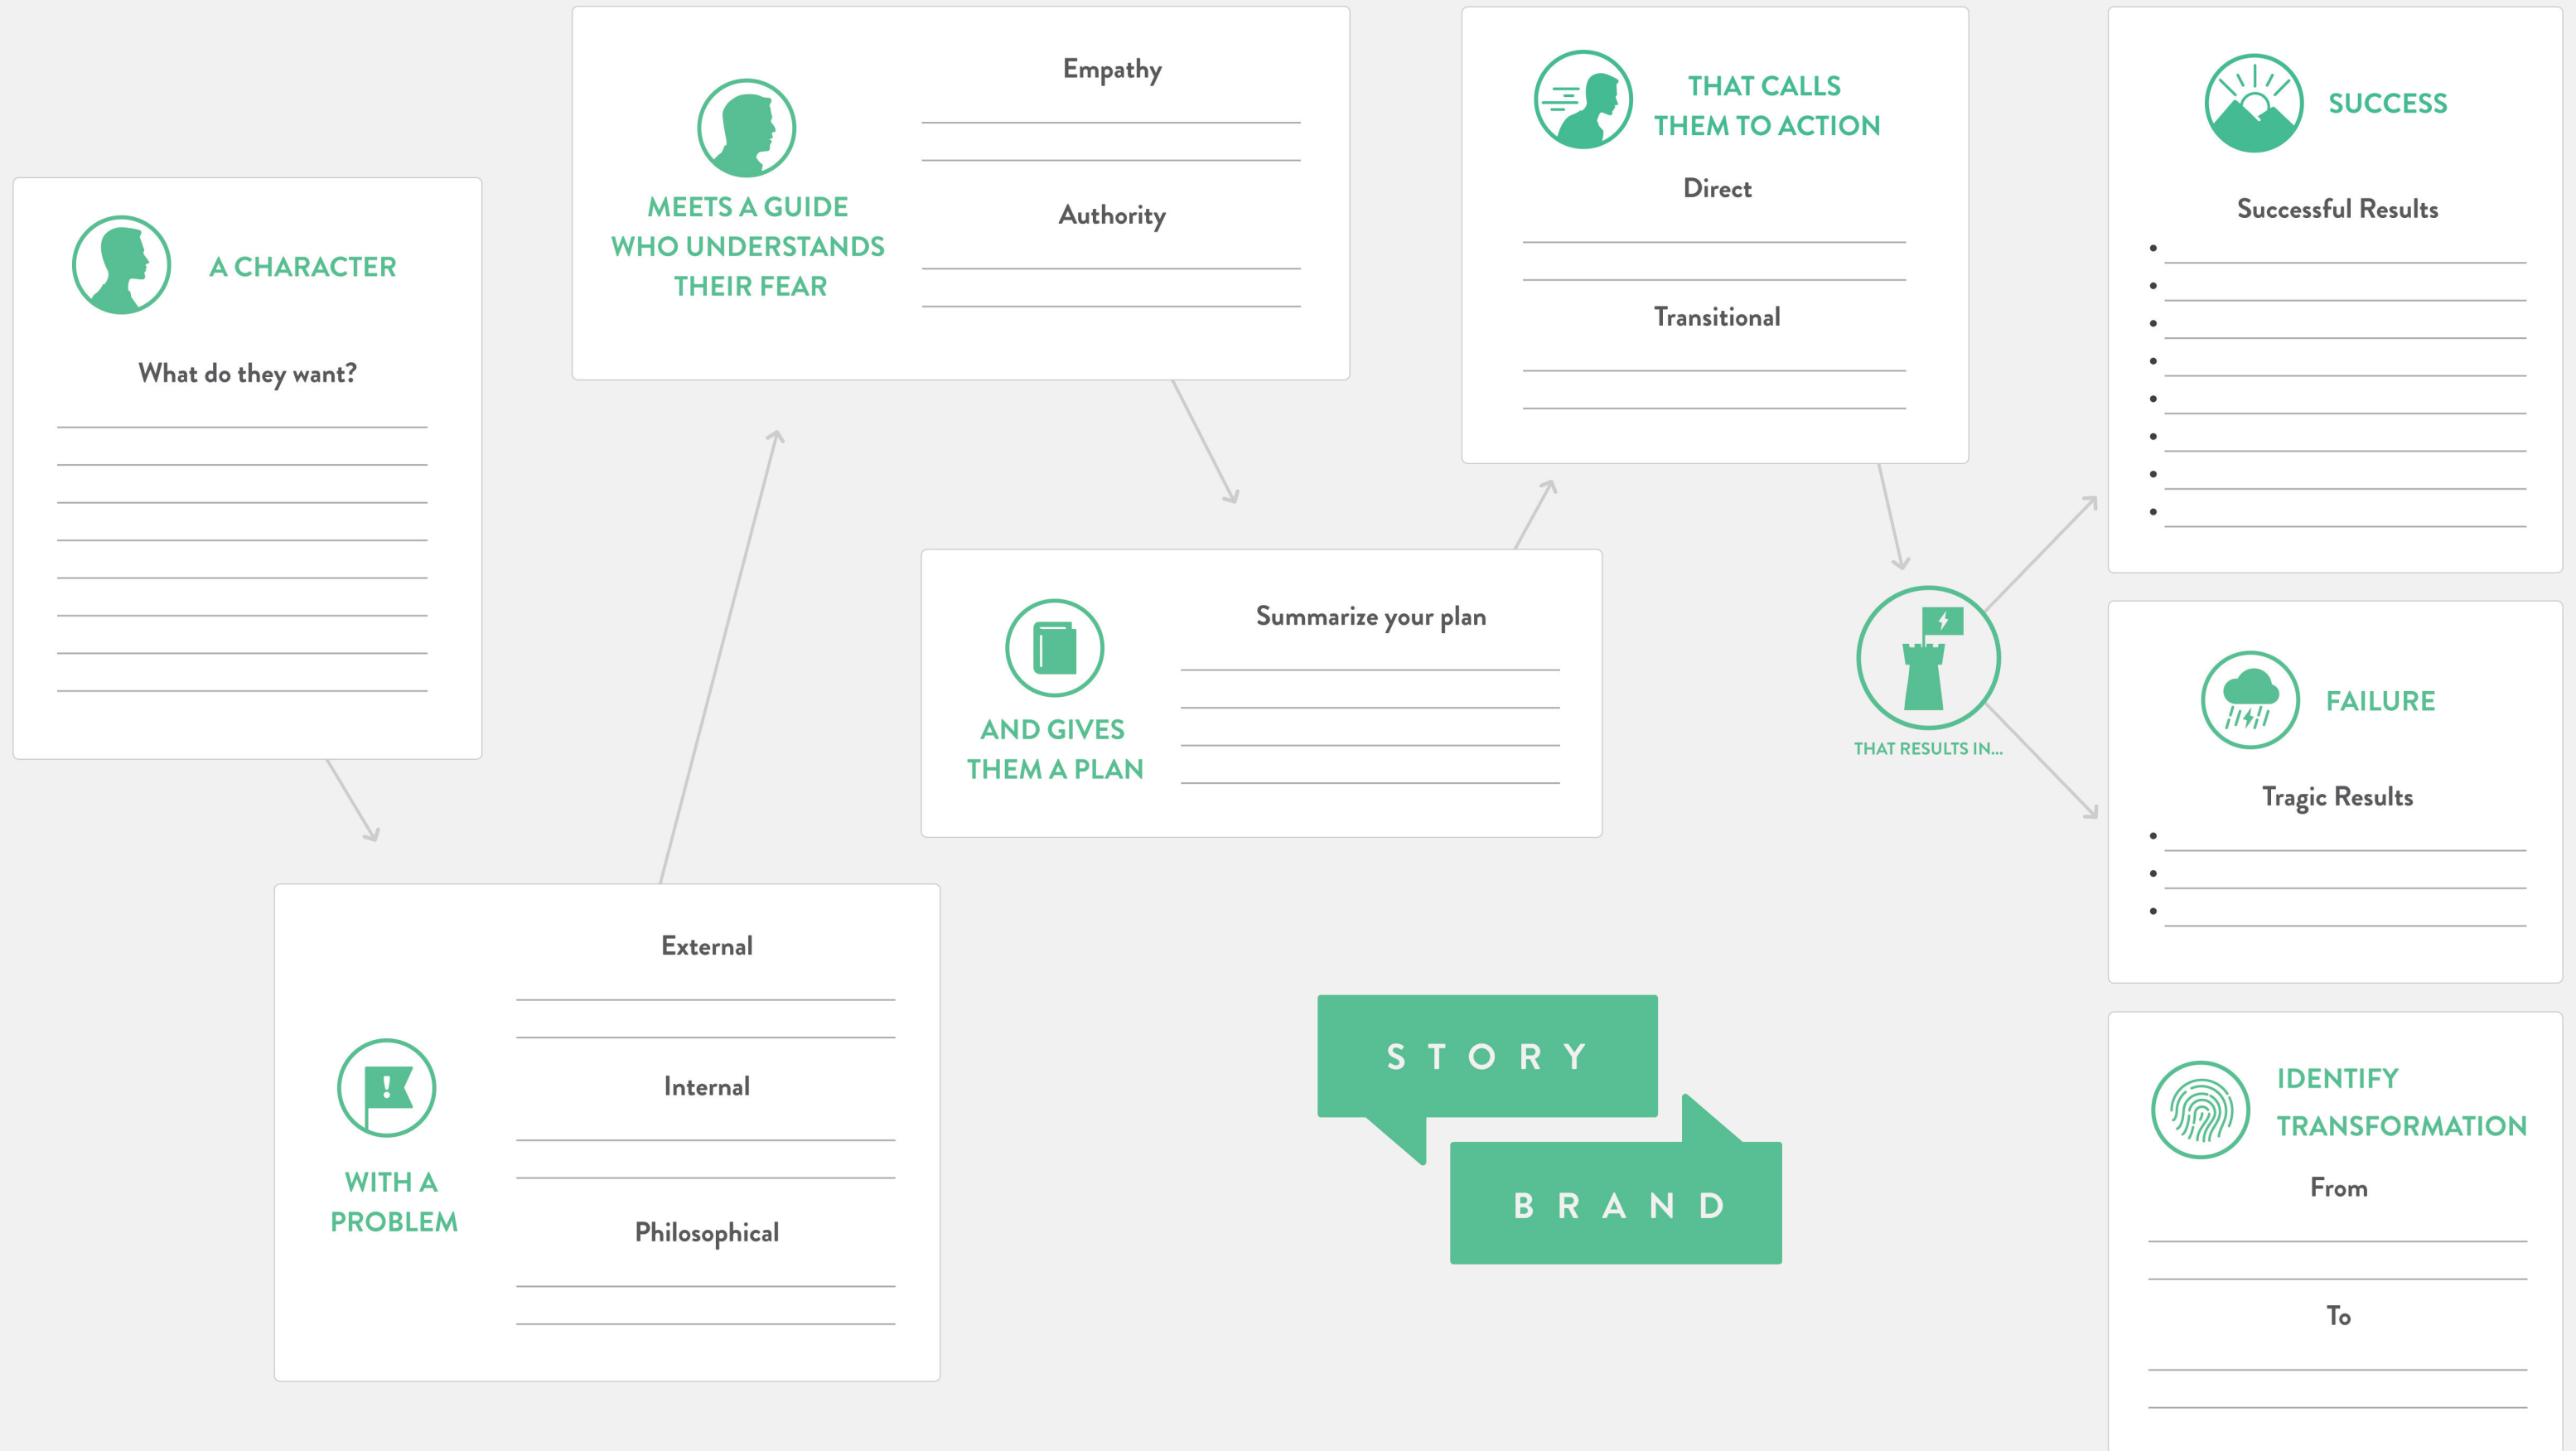 A CHARACTER
What do they want?
WITH A
PROBLEM
External
Internal
Philosophical
MEETS A GUIDE
WHO UNDERSTANDS
THEIR FEAR
Empathy
Authority
AND GIVES
THEM A PLAN
Summarize your plan
THAT CALLS
THEM TO ACTION
Direct
Transitional
THAT RESULTS IN...
SUCCESS
Successful Results
FAILURE
Tragic Results
IDENTIFY
TRANSFORMATION
From
To
STORY
BRAND